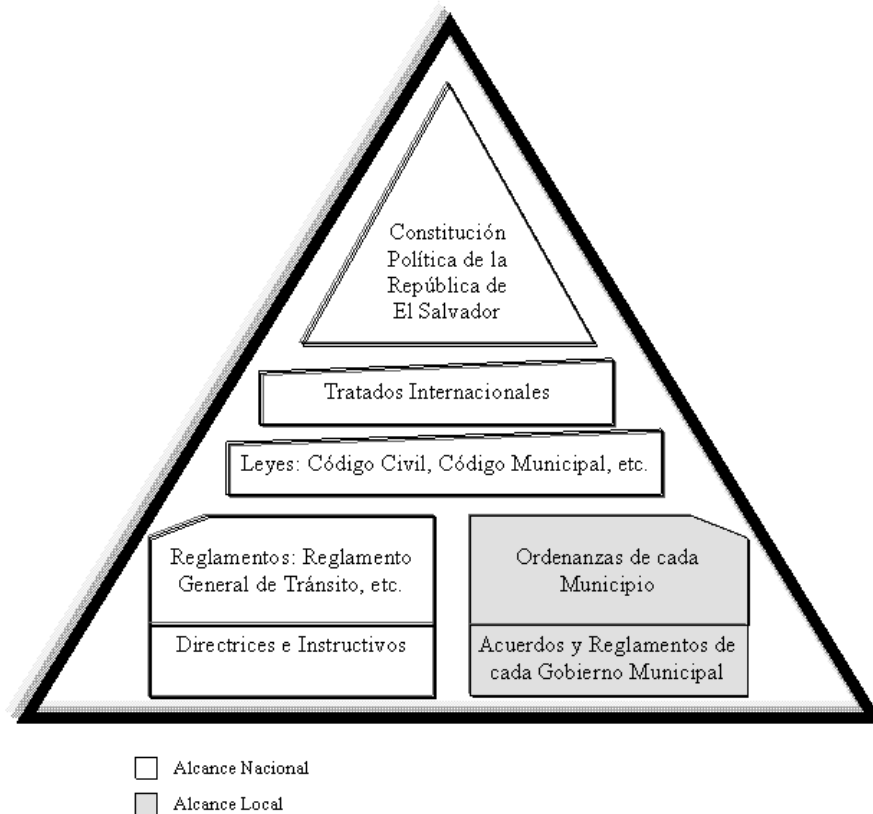 Constitución
Política de la
República de
El Salvador
Tratados Internacionales
Leyes: Código Civil, Código Municipal, etc.
Reglamentos: Reglamento
General de Tránsito, etc.
Directrices e Instructivos
Ordenanzas de cada
Municipio
Acuerdos y Reglamentos de
cada Gobierno Municipal
Alcance Nacional
Alcance Local